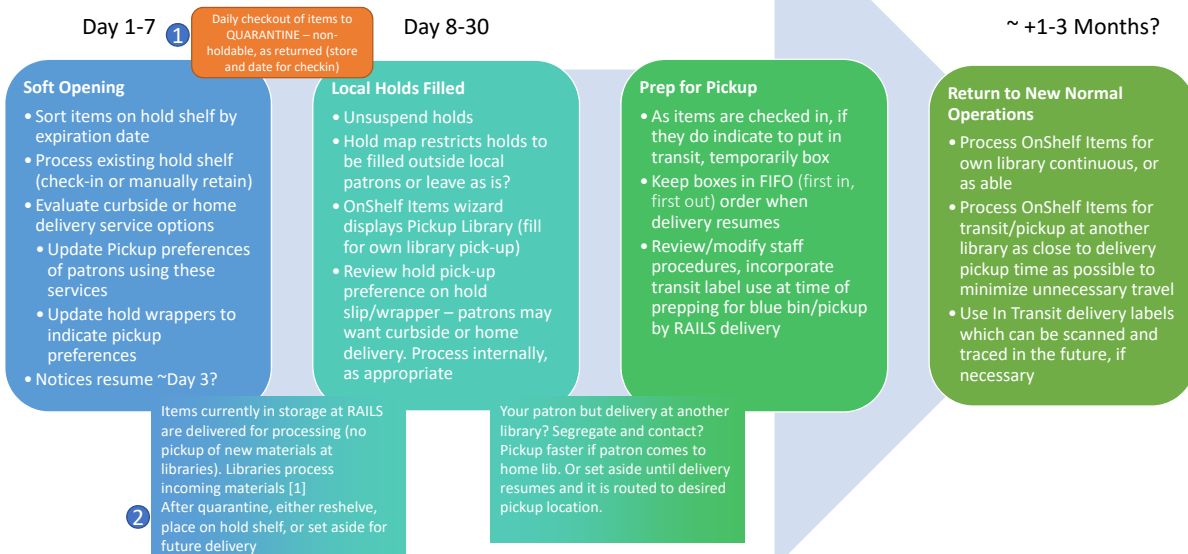 Day 1-7
1
Daily checkout of items to
QUARANTINE – non-
holdable, as returned (store
and date for checkin)
Day 8-30
~ +1-3 Months?
Soft Opening
• Sort items on hold shelf by
expiration date
• Process existing hold shelf
(check-in or manually retain)
• Evaluate curbside or home
delivery service options
• Update Pickup preferences
of patrons using these
services
• Update hold wrappers to
indicate pickup
preferences
• Notices resume ~Day 3?
Local Holds Filled
• Unsuspend holds
• Hold map restricts holds to
be filled outside local
patrons or leave as is?
• OnShelf Items wizard
displays Pickup Library (fill
for own library pick-up)
• Review hold pick-up
preference on hold
slip/wrapper – patrons may
want curbside or home
delivery. Process internally,
as appropriate
Prep for Pickup
• As items are checked in, if
they do indicate to put in
transit, temporarily box
• Keep boxes in FIFO (first in,
first out) order when
delivery resumes
• Review/modify staff
procedures, incorporate
transit label use at time of
prepping for blue bin/pickup
by RAILS delivery
Return to New Normal
Operations
• Process OnShelf Items for
own library continuous, or
as able
• Process OnShelf Items for
transit/pickup at another
library as close to delivery
pickup time as possible to
minimize unnecessary travel
• Use In Transit delivery labels
which can be scanned and
traced in the future, if
necessary
Items currently in storage at RAILS
are delivered for processing (no
pickup of new materials at
libraries). Libraries process
incoming materials [1]
2
After quarantine, either reshelve,
place on hold shelf, or set aside for
future delivery
Your patron but delivery at another
library? Segregate and contact?
Pickup faster if patron comes to
home lib. Or set aside until delivery
resumes and it is routed to desired
pickup location.